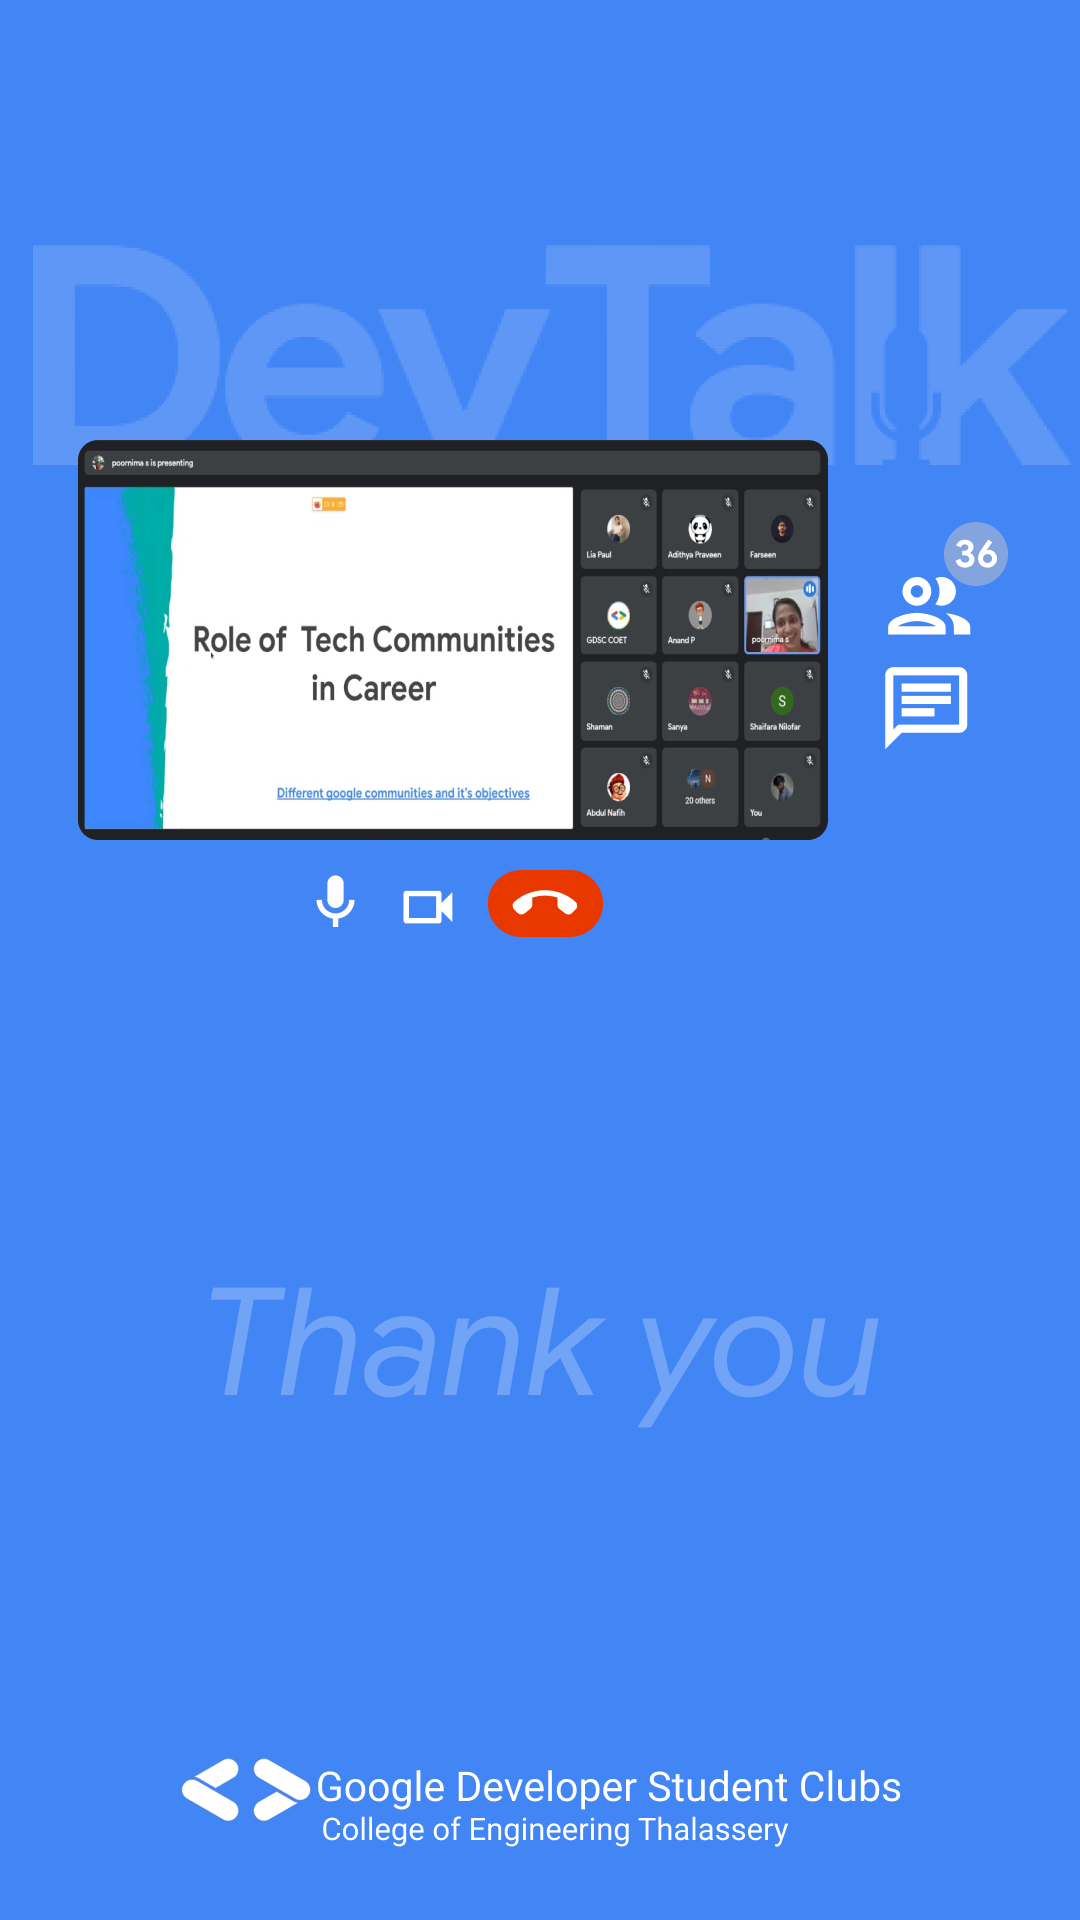 DevTalk
poornima s is presenting
Role of Tech Communities
in Career
Different google communities and it's objectives
Lia Paul
Adithya Praveen
Farseen
GDSC COET
Anand P
poornima s
Shaman
Sanya
S
Shaifara Nilofar
Abdul Nafih
N
20 others
You
36
Thank you
Google Developer Student Clubs
College of Engineering Thalassery